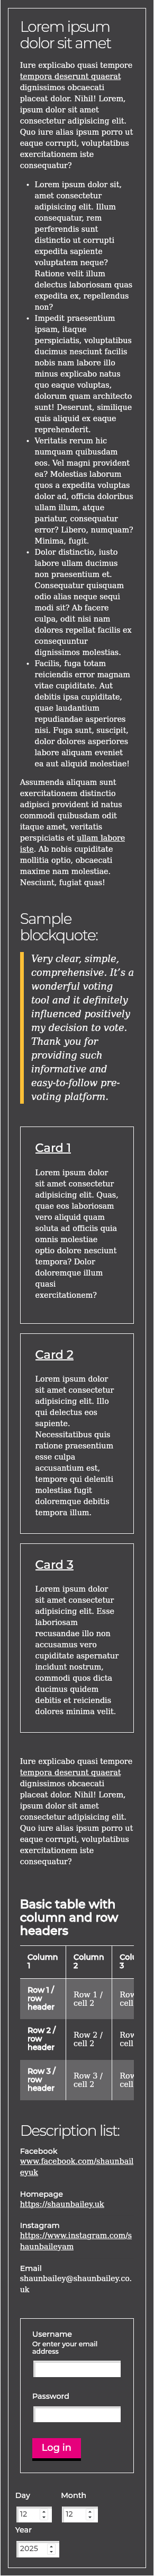 Lorem ipsum
dolor sit amet
Iure explicabo quasi tempore
tempora deserunt quaerat
dignissimos obcaecati
placeat dolor. Nihil! Lorem,
ipsum dolor sit amet
consectetur adipisicing elit.
Quo iure alias ipsum porro ut
eaque corrupti, voluptatibus
exercitationem iste
consequatur?
• Lorem ipsum dolor sit,
amet consectetur
adipisicing elit. Illum
consequatur, rem
perferendis sunt
distinctio ut corrupti
expedita sapiente
voluptatem neque?
Ratione velit illum
delectus laboriosam quas
expedita ex, repellendus
non?
• Impedit praesentium
ipsam, itaque
perspiciatis, voluptatibus
ducimus nesciunt facilis
nobis nam labore illo
minus explicabo natus
quo eaque voluptas,
dolorum quam architecto
sunt! Deserunt, similique
quis aliquid ex eaque
reprehenderit.
• Veritatis rerum hic
numquam quibusdam
eos. Vel magni provident
ea? Molestias laborum
quos a expedita voluptas
dolor ad, officia doloribus
ullam illum, atque
pariatur, consequatur
error? Libero, numquam?
Minima, fugit.
• Dolor distinctio, iusto
labore ullam ducimus
non praesentium et.
Consequatur quisquam
odio alias neque sequi
modi sit? Ab facere
culpa, odit nisi nam
dolores repellat facilis ex
consequuntur
dignissimos molestias.
• Facilis, fuga totam
reiciendis error magnam
vitae cupiditate. Aut
debitis ipsa cupiditate,
quae laudantium
repudiandae asperiores
nisi. Fuga sunt, suscipit,
dolor dolores asperiores
labore aliquam eveniet
ea aut aliquid molestiae!
Assumenda aliquam sunt
exercitationem distinctio
adipisci provident id natus
commodi quibusdam odit
itaque amet, veritatis
perspiciatis et ullam labore
iste. Ab nobis cupiditate
mollitia optio, obcaecati
maxime nam molestiae.
Nesciunt, fugiat quas!
Sample
blockquote:
Very clear, simple,
comprehensive. It's a
wonderful voting
tool and it definitely
influenced positively
my decision to vote.
Thank you for
providing such
informative and
easy-to-follow pre-
voting platform.
Card 1
Lorem ipsum dolor
sit amet consectetur
adipisicing elit. Quas,
quae eos laboriosam
vero aliquid quam
soluta ad officiis quia
omnis molestiae
optio dolore nesciunt
tempora? Dolor
doloremque illum
quasi
exercitationem?
Card 2
Lorem ipsum dolor
sit amet consectetur
adipisicing elit. Illo
qui delectus eos
sapiente.
Necessitatibus quis
ratione praesentium
esse culpa
accusantium est,
tempore qui deleniti
molestias fugit
doloremque debitis
tempora illum.
Card 3
Lorem ipsum dolor
sit amet consectetur
adipisicing elit. Esse
laboriosam
recusandae illo non
accusamus vero
cupiditate aspernatur
incidunt nostrum,
commodi quos dicta
ducimus quidem
debitis et reiciendis
dolores minima velit.
Iure explicabo quasi tempore
tempora deserunt quaerat
dignissimos obcaecati
placeat dolor. Nihil! Lorem,
ipsum dolor sit amet
consectetur adipisicing elit.
Quo iure alias ipsum porro ut
eaque corrupti, voluptatibus
exercitationem iste
consequatur?
Basic table with
column and row
headers
Column 1 Column 2 Colu 3
Row 1 / row header Row 1 / cell 2 Row cell
Row 2 / row header Row 2 / cell 2 Row cell
Row 3 / row header Row 3 / cell 2 Row cell
Description list:
Facebook
www.facebook.com/shaunbail
eyuk
Homepage
https://shaunbailey.uk
Instagram
https://www.instagram.com/s
haunbaileyam
Email
shaunbailey@shaunbailey.co.
uk
Username
Or enter your email
address
Password
Log in
Day Month
12 12
Year
2025